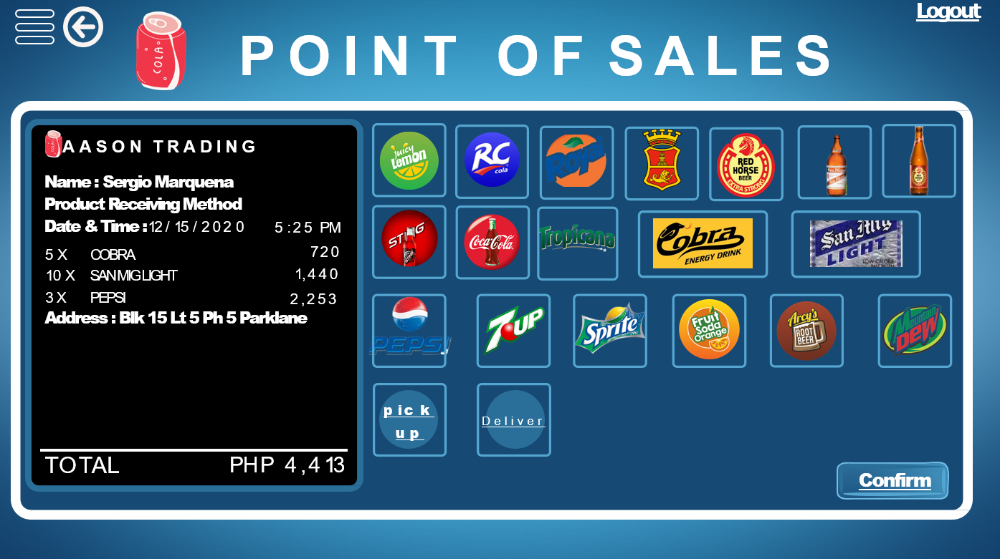 Logout
COLA
POINT OF SALES
AASON TRADING
Name : Sergio Marquena
Product Receiving Method
Date & Time : 12/15/2020 5:25 PM
5 X COBRA 720
10 X SAN MIG LIGHT 1,440
3 X PEPSI 2,253
Address : Blk 15 Lt 5 Ph 5 Parklane
TOTAL PHP 4,413
Juicy Lemon
RC cola
Royal
RED HORSE BEER EXTRA STRONG
STING
Coca-Cola
Tropicana
Cobra ENERGY DRINK
San Mig LIGHT
PEPSI
7UP
Sprite
Fruit Soda Orange
Arcy's ROOT BEER
Mountain DEW
pick up
Deliver
Confirm